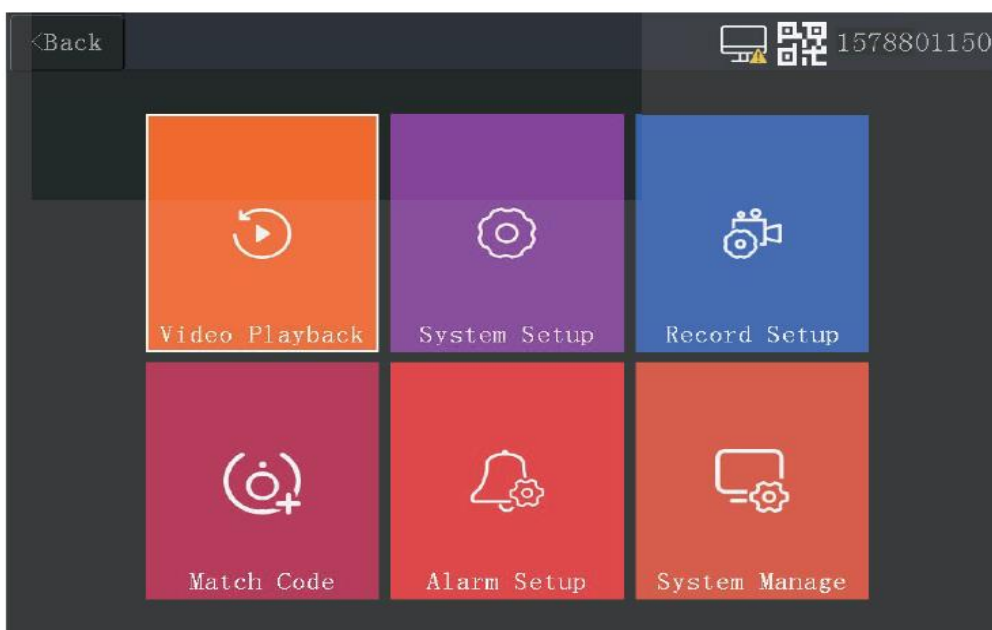 <Back
1578801150
Video Playback
System Setup
Record Setup
Match Code
Alarm Setup
System Manage